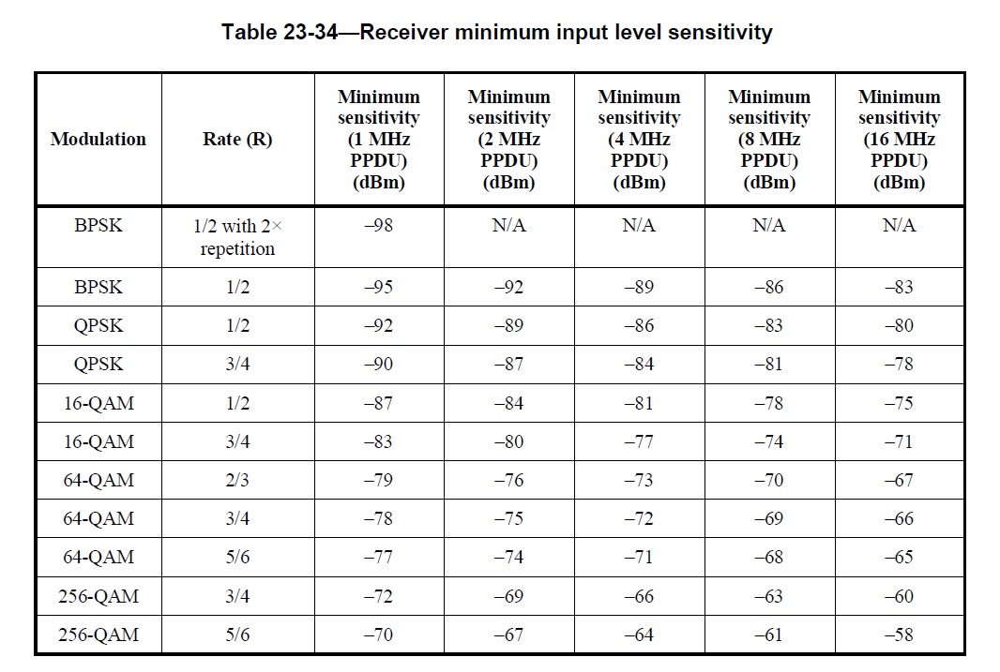 Table 23-34—Receiver minimum input level sensitivity
Modulation Rate (R) Minimum sensitivity (1 MHz PPDU) (dBm) Minimum sensitivity (2 MHz PPDU) (dBm) Minimum sensitivity (4 MHz PPDU) (dBm) Minimum sensitivity (8 MHz PPDU) (dBm) Minimum sensitivity (16 MHz PPDU) (dBm)
BPSK 1/2 with 2× repetition –98 N/A N/A N/A N/A
BPSK 1/2 –95 –92 –89 –86 –83
QPSK 1/2 –92 –89 –86 –83 –80
QPSK 3/4 –90 –87 –84 –81 –78
16-QAM 1/2 –87 –84 –81 –78 –75
16-QAM 3/4 –83 –80 –77 –74 –71
64-QAM 2/3 –79 –76 –73 –70 –67
64-QAM 3/4 –78 –75 –72 –69 –66
64-QAM 5/6 –77 –74 –71 –68 –65
256-QAM 3/4 –72 –69 –66 –63 –60
256-QAM 5/6 –70 –67 –64 –61 –58